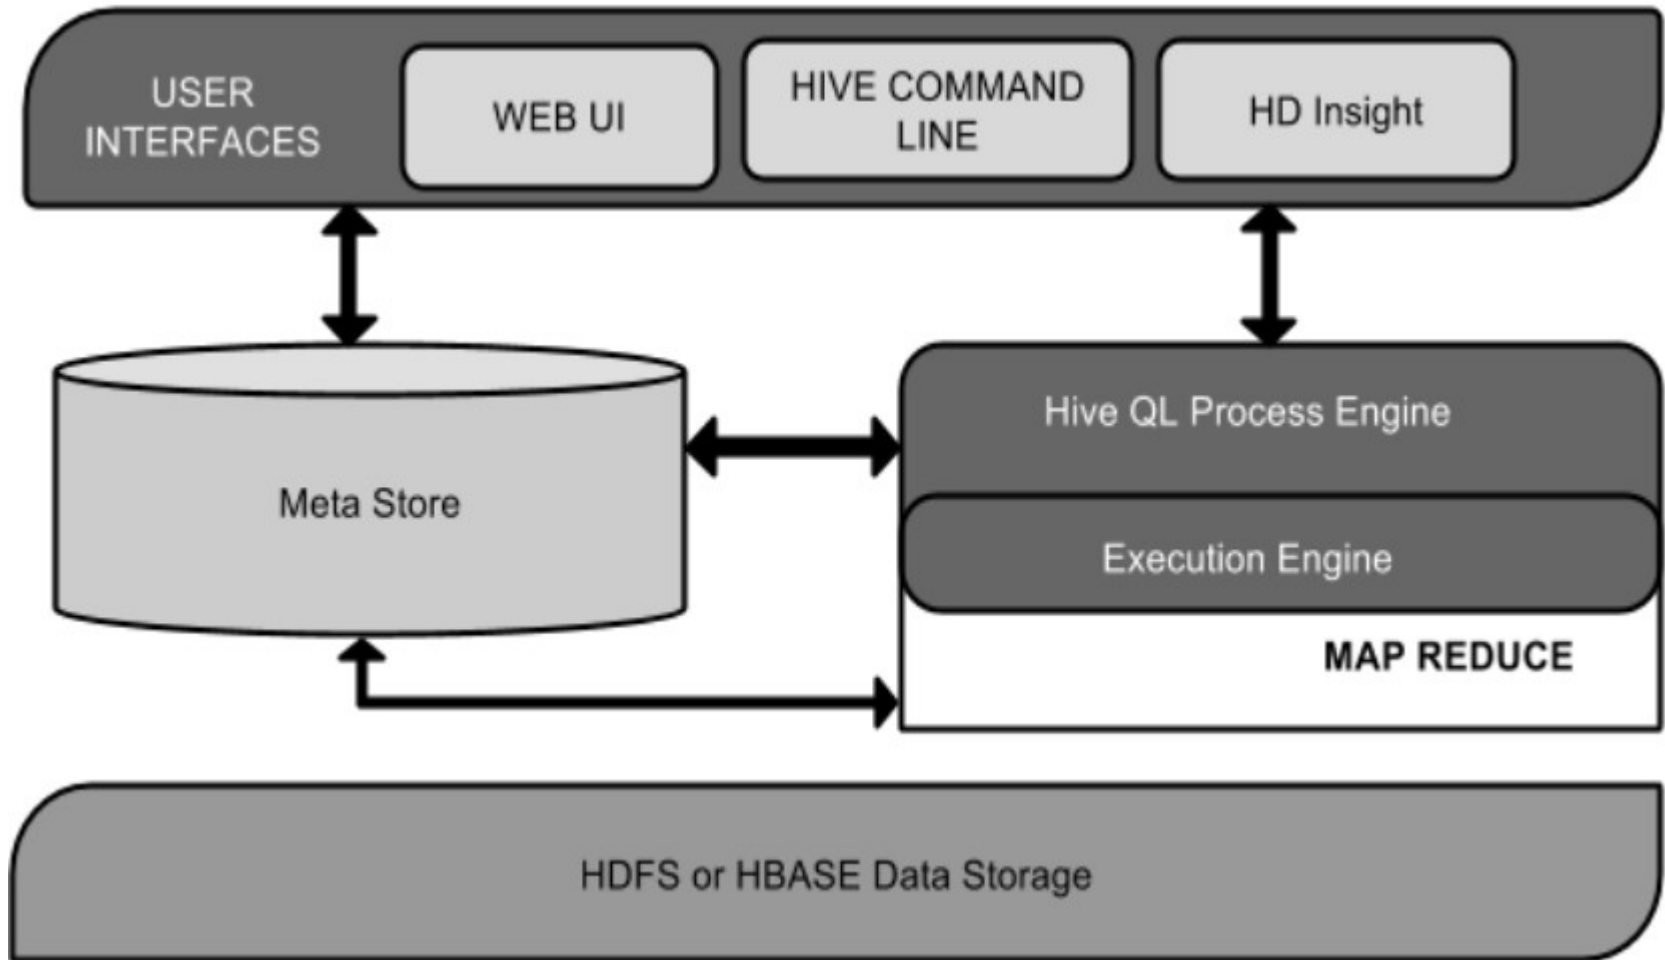 USER
INTERFACES
WEB UI
HIVE COMMAND
LINE
HD Insight
Meta Store
Hive QL Process Engine
Execution Engine
MAP REDUCE
HDFS or HBASE Data Storage